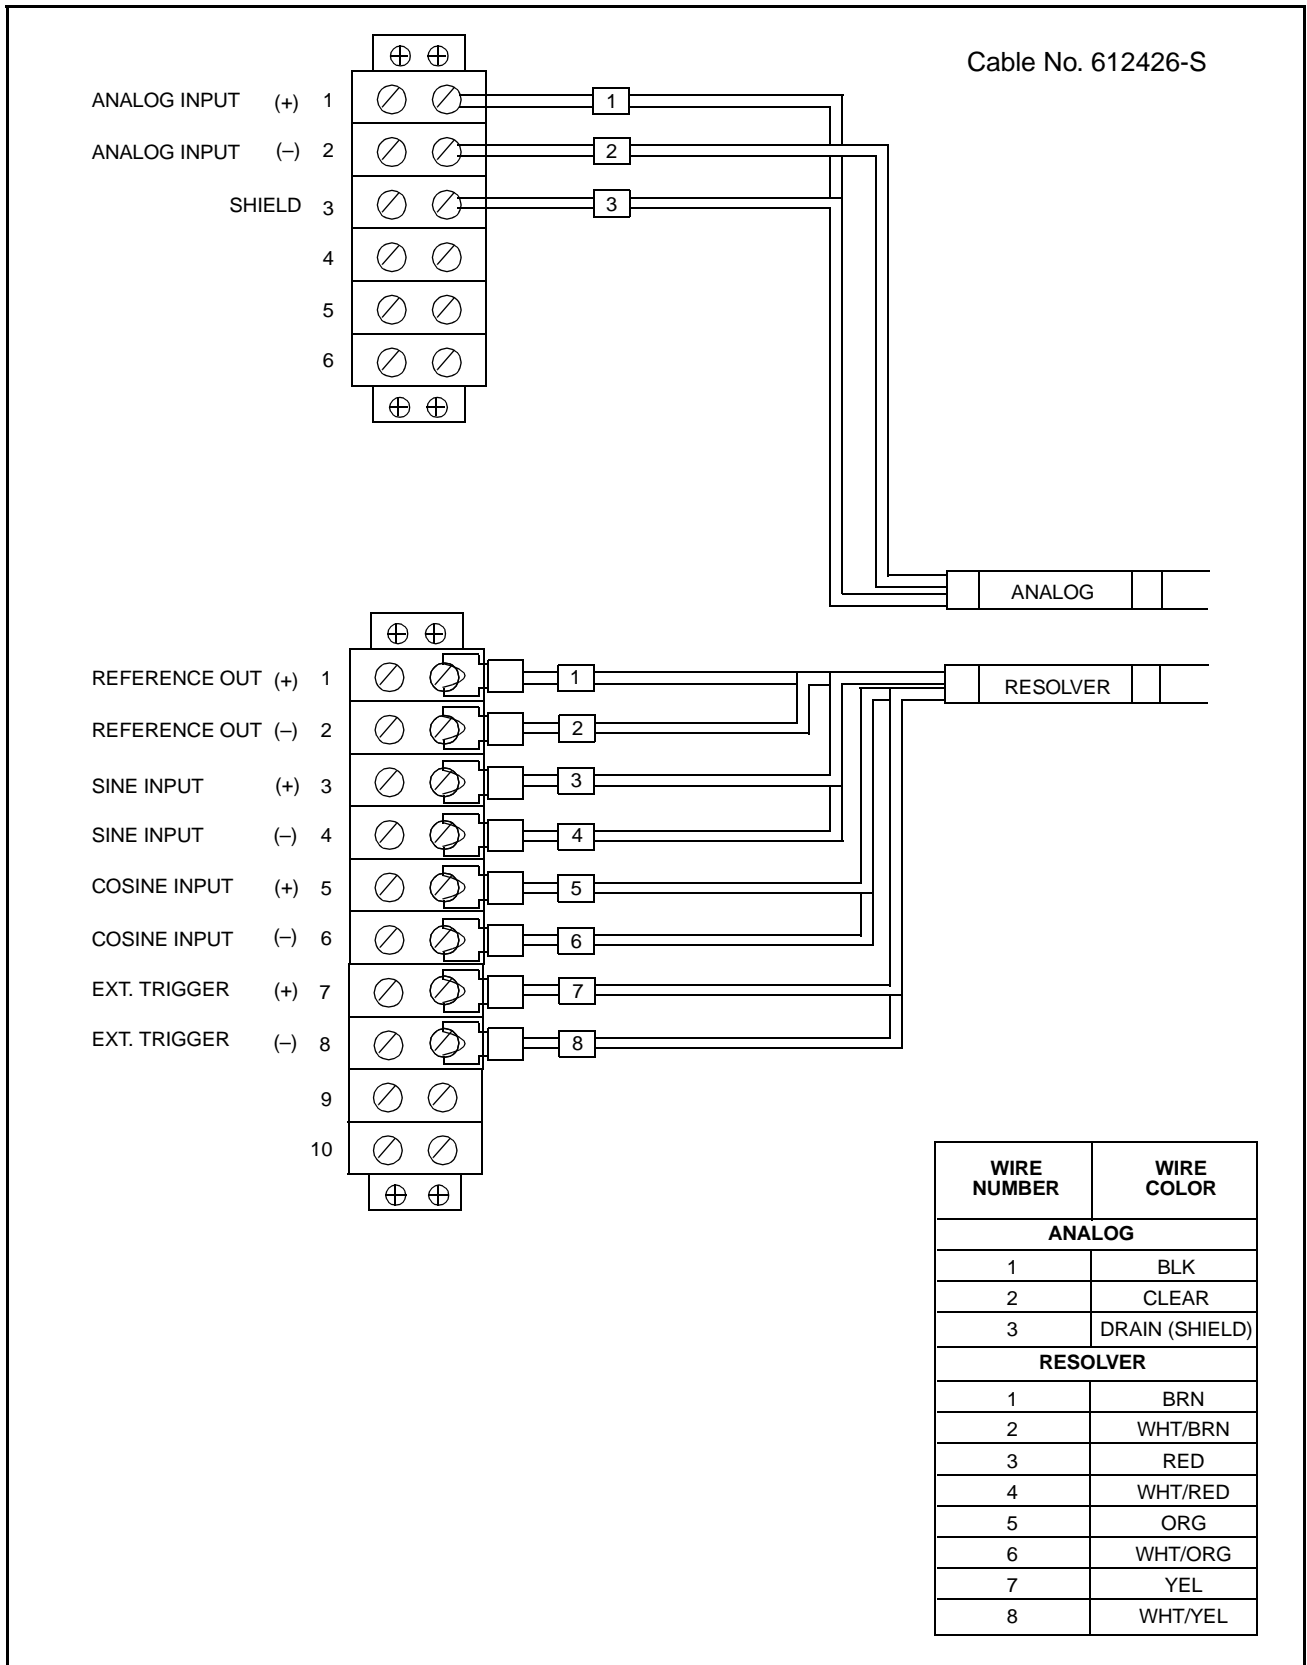 Cable No. 612426-S
ANALOG INPUT (+) 1 1
ANALOG INPUT (–) 2 2
SHIELD 3 3
4
5
6
ANALOG
REFERENCE OUT (+) 1 1
RESOLVER
REFERENCE OUT (–) 2 2
SINE INPUT (+) 3 3
SINE INPUT (–) 4 4
COSINE INPUT (+) 5 5
COSINE INPUT (–) 6 6
EXT. TRIGGER (+) 7 7
EXT. TRIGGER (–) 8 8
9
10
WIRE NUMBER WIRE COLOR
ANALOG
1 BLK
2 CLEAR
3 DRAIN (SHIELD)
RESOLVER
1 BRN
2 WHT/BRN
3 RED
4 WHT/RED
5 ORG
6 WHT/ORG
7 YEL
8 WHT/YEL